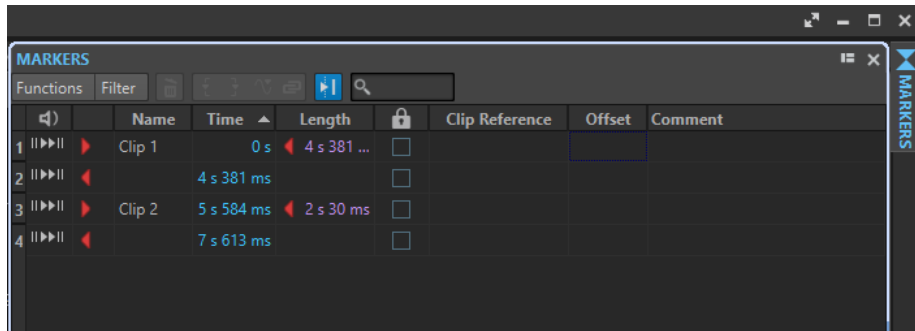 MARKERS
Functions Filter
Name Time Length Clip Reference Offset Comment
1 Clip 1 0 s 4 s 381 ...
2 4 s 381 ms
3 Clip 2 5 s 584 ms 2 s 30 ms
4 7 s 613 ms
MARKERS